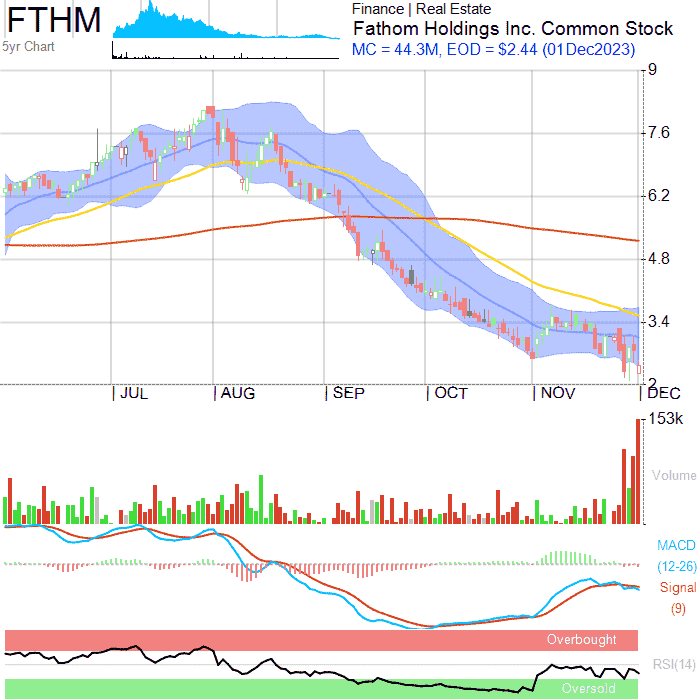 FTHM
5yr Chart
Finance | Real Estate
Fathom Holdings Inc. Common Stock
MC = 44.3M, EOD = $2.44 (01Dec2023)
9
7.6
6.2
4.8
3.4
2
JUL AUG SEP OCT NOV DEC
153k
Volume
MACD
(12-26)
Signal
(9)
Overbought
RSI(14)
Oversold